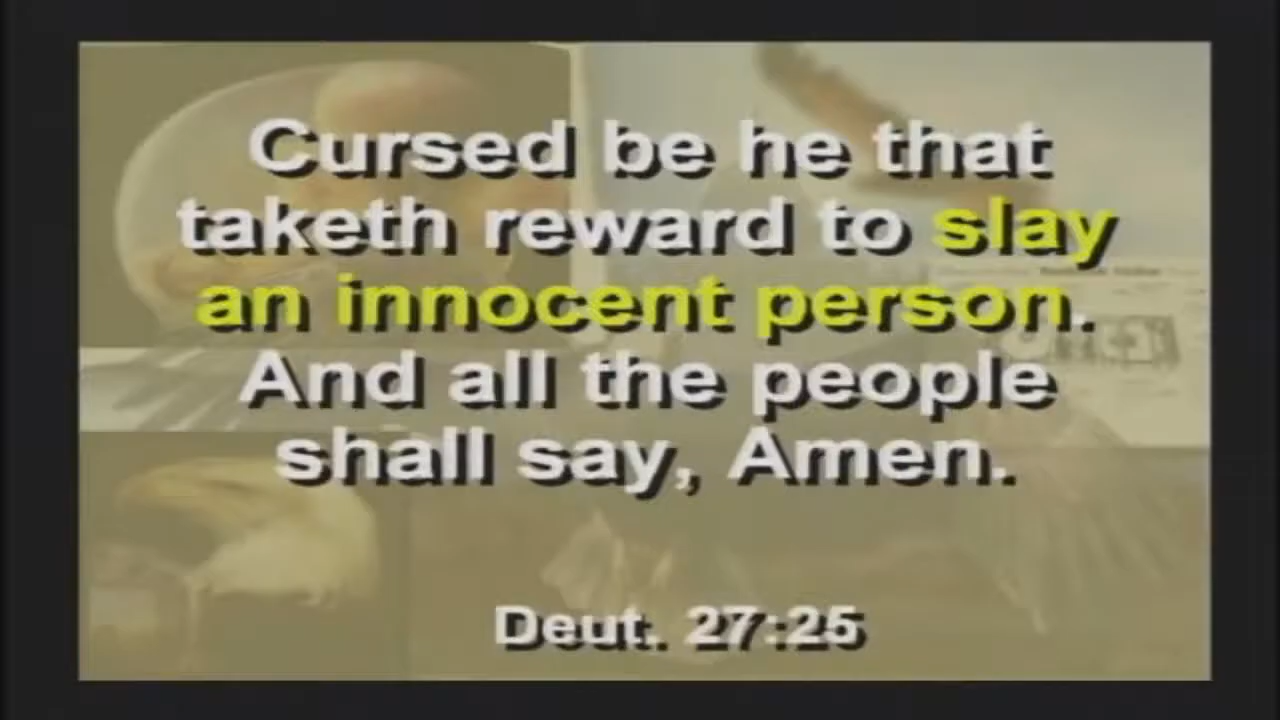 Cursed be he that
taketh reward to slay
an innocent person.
And all the people
shall say, Amen.
Deut. 27:25